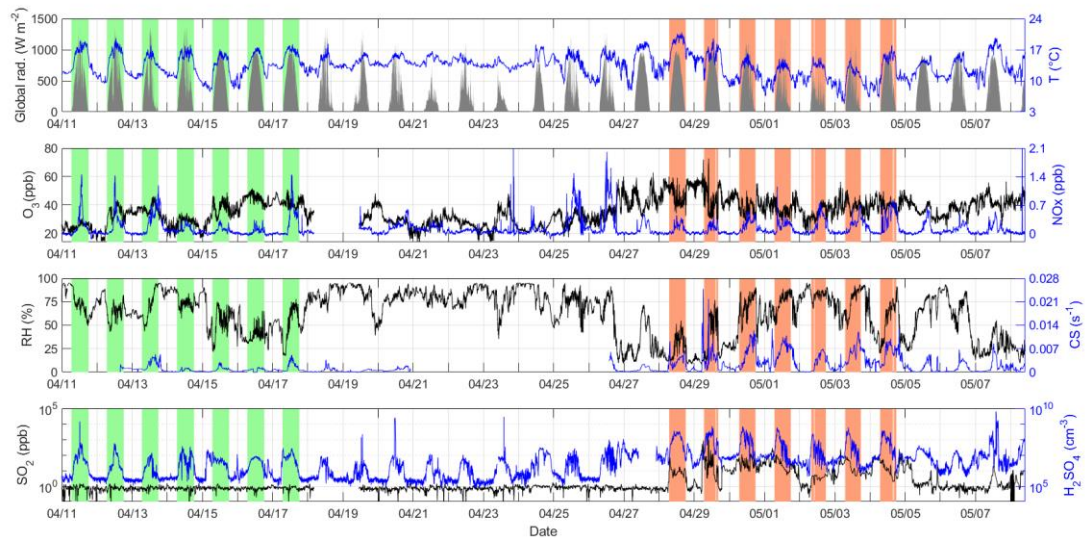 1500
1000
500
0
Global rad. (W m⁻²)
24
17
10
3
T (°C)
04/11 04/13 04/15 04/17 04/19 04/21 04/23 04/25 04/27 04/29 05/01 05/03 05/05 05/07
80
60
40
20
O₃(ppb)
2.1
1.4
0.7
0
NOx (ppb)
04/11 04/13 04/15 04/17 04/19 04/21 04/23 04/25 04/27 04/29 05/01 05/03 05/05 05/07
100
75
50
25
0
RH (%)
0.028
0.021
0.014
0.007
0
CS (s⁻¹)
04/11 04/13 04/15 04/17 04/19 04/21 04/23 04/25 04/27 04/29 05/01 05/03 05/05 05/07
10⁵
10⁰
SO₂ (ppb)
10¹⁰
10⁵
H₂SO₄ (cm⁻³)
04/11 04/13 04/15 04/17 04/19 04/21 04/23 04/25 04/27 04/29 05/01 05/03 05/05 05/07
Date